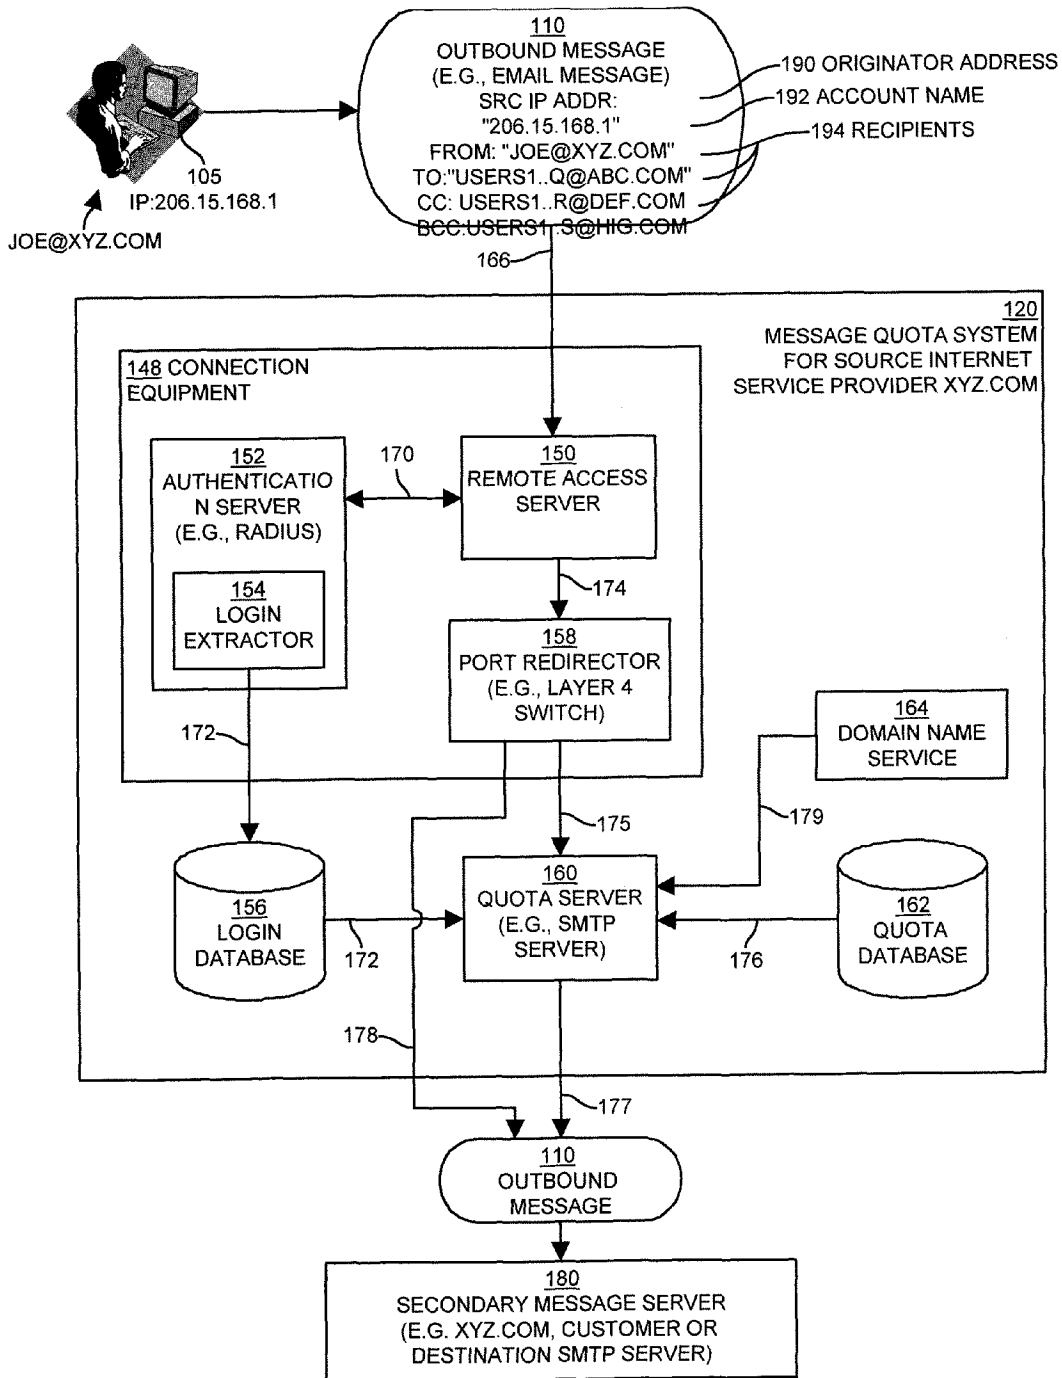 110
OUTBOUND MESSAGE
(E.G., EMAIL MESSAGE)
SRC IP ADDR:
"206.15.168.1"
FROM: "JOE@XYZ.COM"
TO:"USERS1..Q@ABC.COM"
CC: USERS1..R@DEF.COM
BCC:USERS1..S@HIG.COM
190 ORIGINATOR ADDRESS
192 ACCOUNT NAME
194 RECIPIENTS
105
IP:206.15.168.1
JOE@XYZ.COM
166
120
MESSAGE QUOTA SYSTEM
FOR SOURCE INTERNET
SERVICE PROVIDER XYZ.COM
148 CONNECTION
EQUIPMENT
152
AUTHENTICATIO
N SERVER
(E.G., RADIUS)
170
150
REMOTE ACCESS
SERVER
154
LOGIN
EXTRACTOR
174
158
PORT REDIRECTOR
(E.G., LAYER 4
SWITCH)
172
164
DOMAIN NAME
SERVICE
175
179
156
LOGIN
DATABASE
172
160
QUOTA SERVER
(E.G., SMTP
SERVER)
176
162
QUOTA
DATABASE
178
177
110
OUTBOUND
MESSAGE
180
SECONDARY MESSAGE SERVER
(E.G. XYZ.COM, CUSTOMER OR
DESTINATION SMTP SERVER)